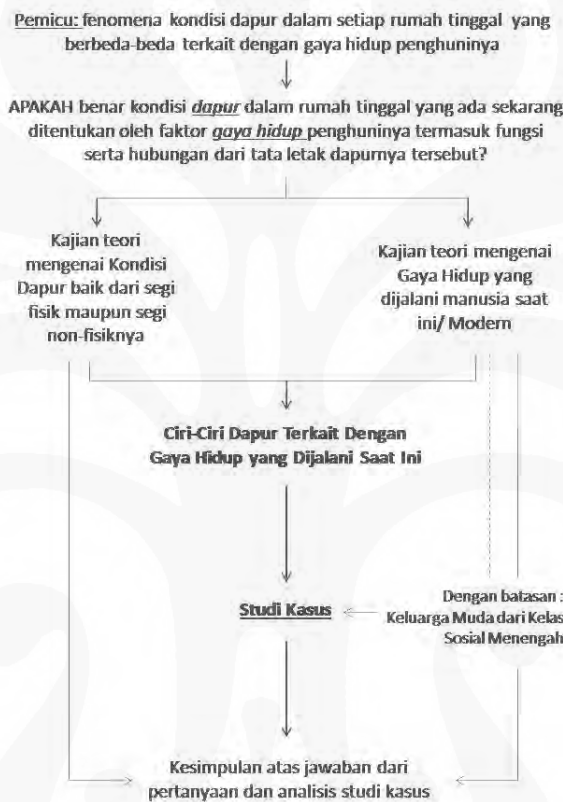 Pemicu: fenomena kondisi dapur dalam setiap rumah tinggal yang
berbeda-beda terkait dengan gaya hidup penghuninya
APAKAH benar kondisi dapur dalam rumah tinggal yang ada sekarang
ditentukan oleh faktor gaya hidup penghuninya termasuk fungsi
serta hubungan dari tata letak dapurnya tersebut?
Kajian teori
mengenai Kondisi
Dapur baik dari segi
fisik maupun segi
non-fisiknya
Kajian teori mengenai
Gaya Hidup yang
dijalani manusia saat
ini/ Modern
Ciri-Ciri Dapur Terkait Dengan
Gaya Hidup yang Dijalani Saat Ini
Studi Kasus
Dengan batasan :
Keluarga Muda dari Kelas
Sosial Menengah
Kesimpulan atas jawaban dari
pertanyaan dan analisis studi kasus